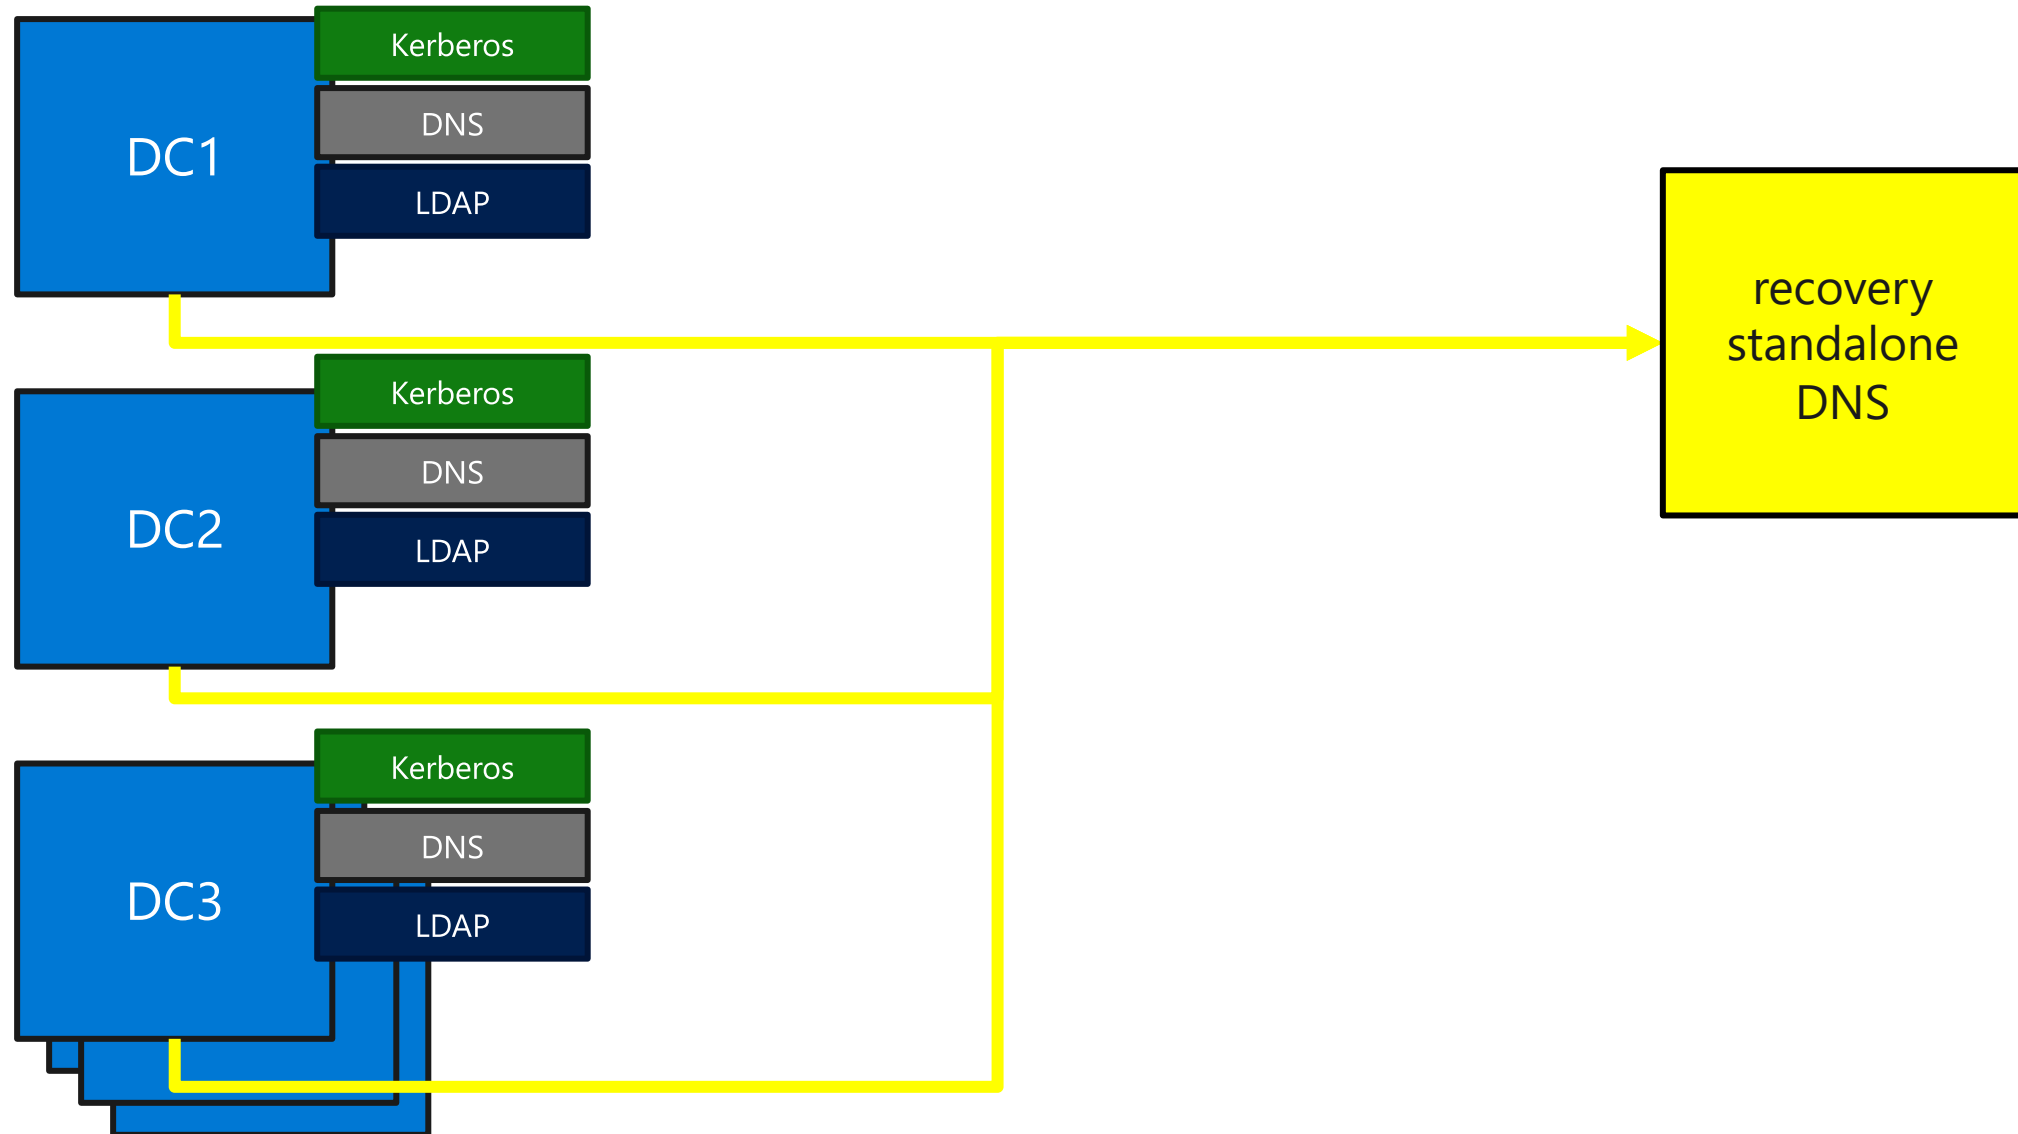 DC1
Kerberos
DNS
LDAP
DC2
Kerberos
DNS
LDAP
DC3
Kerberos
DNS
LDAP
recovery
standalone
DNS